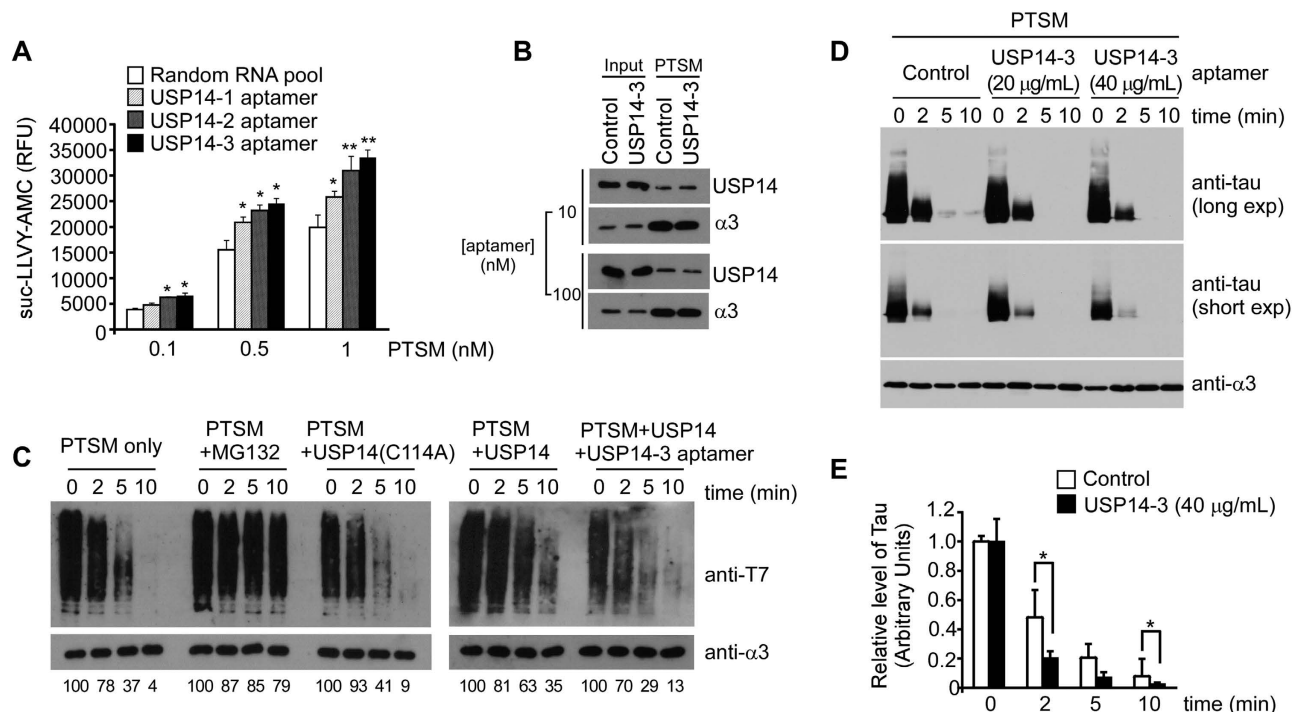 A
Random RNA pool
USP14-1 aptamer
USP14-2 aptamer
USP14-3 aptamer
suc-LLVY-AMC (RFU)
40000
35000
30000
25000
20000
15000
10000
5000
0
0.1 0.5 1 PTSM (nM)
* * * * * * ** **
B
Input PTSM
Control USP14-3 Control USP14-3
USP14
10
α3
[aptamer]
(nM)
USP14
100
α3
C
PTSM only
PTSM
+MG132
PTSM
+USP14(C114A)
PTSM
+USP14
PTSM+USP14
+USP14-3 aptamer
0 2 5 10 0 2 5 10 0 2 5 10 0 2 5 10 0 2 5 10 time (min)
anti-T7
anti-α3
100 78 37 4 100 87 85 79 100 93 41 9 100 81 63 35 100 70 29 13
D
PTSM
Control
USP14-3
(20 µg/mL)
USP14-3
(40 µg/mL)
aptamer
0 2 5 10 0 2 5 10 0 2 5 10 time (min)
anti-tau
(long exp)
anti-tau
(short exp)
anti-α3
E
Control
USP14-3 (40 µg/mL)
Relative level of Tau
(Arbitrary Units)
1.2
1.0
0.8
0.6
0.4
0.2
0
* *
0 2 5 10 time (min)